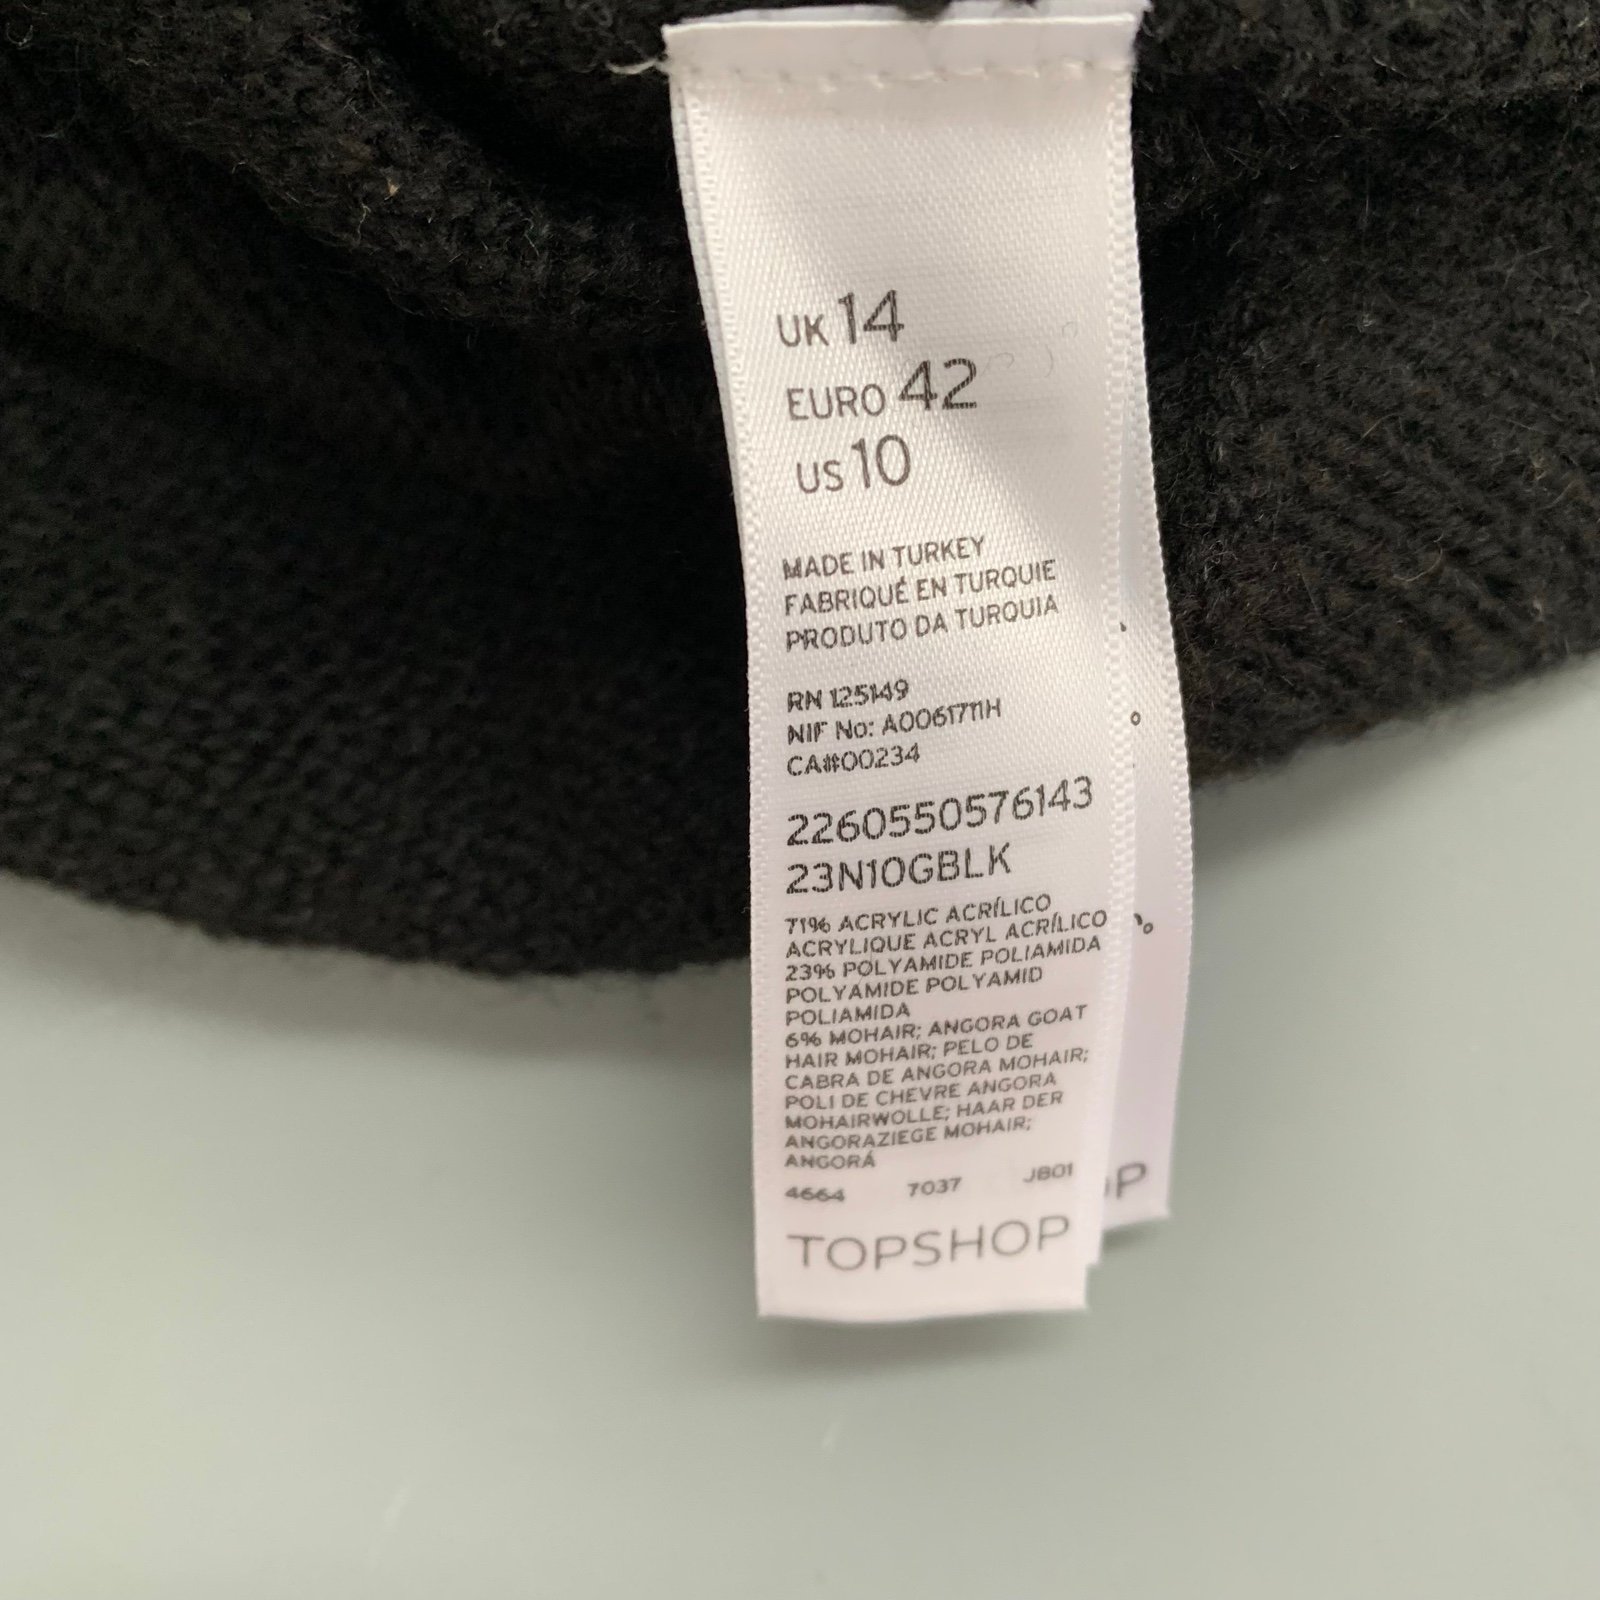 UK 14
EURO 42
US 10
MADE IN TURKEY
FABRIQUÉ EN TURQUIE
PRODUTO DA TURQUIA
RN 125149
NIF No: A0061711H
CA#00234
2260550576143
23N10GBLK
71% ACRYLIC ACRÍLICO
ACRYLIQUE ACRYL ACRÍLICO
23% POLYAMIDE POLIAMIDA
POLYAMIDE POLYAMID
POLIAMIDA
6% MOHAIR; ANGORA GOAT
HAIR MOHAIR; PELO DE
CABRA DE ANGORA MOHAIR;
POLI DE CHEVRE ANGORA
MOHAIRWOLLE; HAAR DER
ANGORAZIEGE MOHAIR;
ANGORÁ
4664 7037 JB01
TOPSHOP